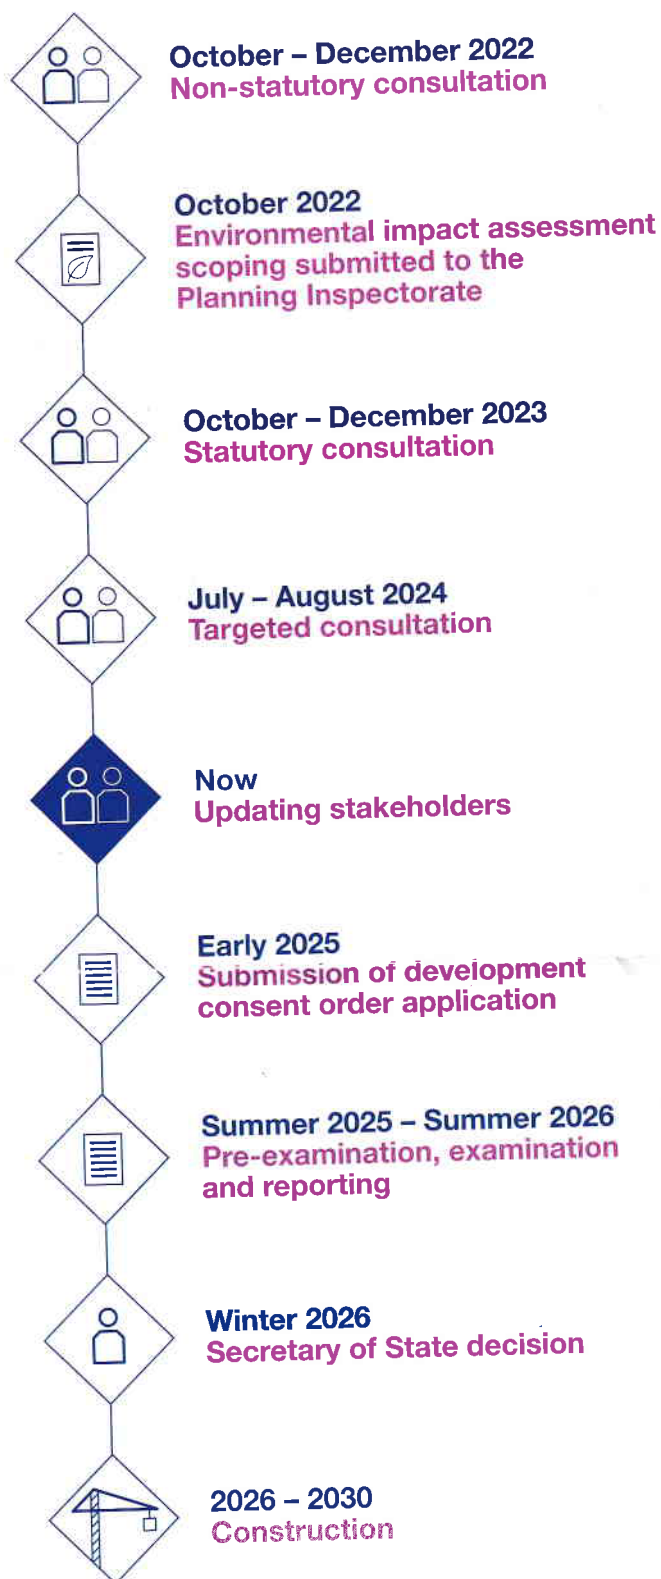 October – December 2022
Non-statutory consultation
October 2022
Environmental impact assessment
scoping submitted to the
Planning Inspectorate
October – December 2023
Statutory consultation
July – August 2024
Targeted consultation
Now
Updating stakeholders
Early 2025
Submission of development
consent order application
Summer 2025 – Summer 2026
Pre-examination, examination
and reporting
Winter 2026
Secretary of State decision
2026 – 2030
Construction